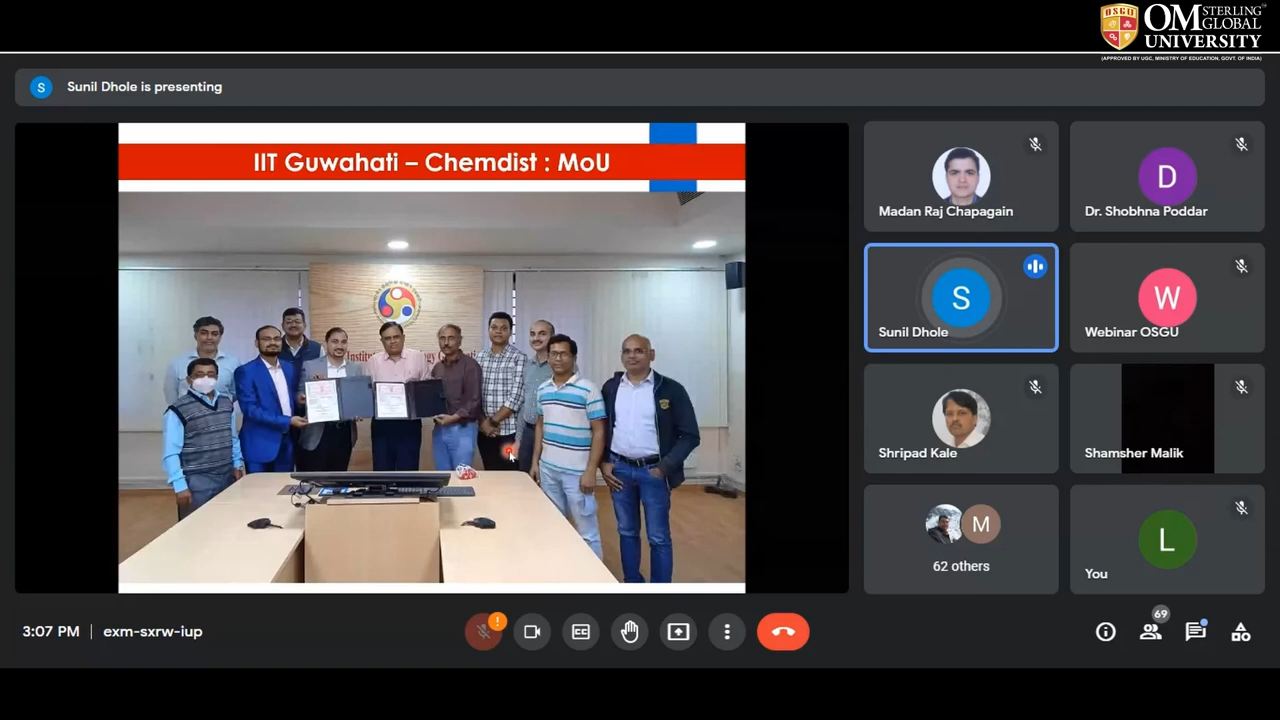 OSGU
OM STERLING GLOBAL UNIVERSITY
(APPROVED BY UGC, MINISTRY OF EDUCATION, GOVT. OF INDIA)
S
Sunil Dhole is presenting
IIT Guwahati – Chemdist : MoU
Madan Raj Chapagain
D
Dr. Shobhna Poddar
S
Sunil Dhole
W
Webinar OSGU
Shripad Kale
Shamsher Malik
M
62 others
L
You
3:07 PM | exm-sxrw-iup
!
CC
69